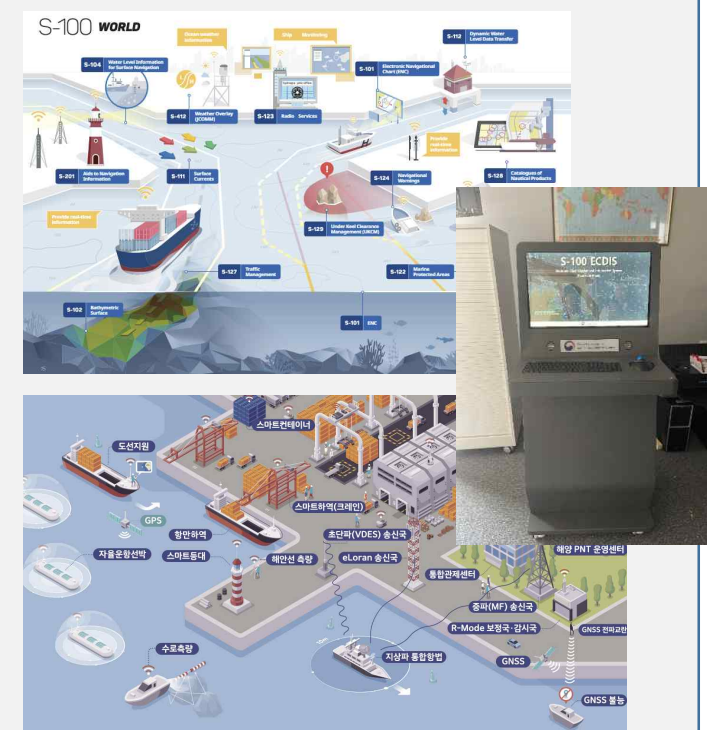 S-100 WORLD
Ocean weather
information
Ship Monitoring
S-112
Dynamic Water
Level Data Transfer
S-104
Water Level Information
for Surface Navigation
S-101
Electronic Navigational
Chart (ENC)
S-412
Weather Overlay
(JCOMM)
S-123
Radio Services
Provide
real-time
information
S-201
Aids to Navigation
Information
S-111
Surface
Currents
S-124
Navigational
Warnings
S-128
Catalogues of
Nautical Products
Provide real-time
information
S-129
Under Keel Clearance
Management (UKCM)
S-127
Traffic
Management
S-122
Marine
Protected Areas
S-102
Bathymetric
Surface
S-101 ENC
S-100 ECDIS
스마트컨테이너
도선지원
GPS
항만하역
스마트하역(크레인)
초단파(VDES) 송신국
자율운항선박
스마트등대
해안선 측량
eLoran 송신국
통합관제센터
해양 PNT 운영센터
중파(MF) 송신국
R-Mode 보정국·감시국
GNSS 전파교란
수로측량
지상파 통합항법
GNSS
GNSS 불능